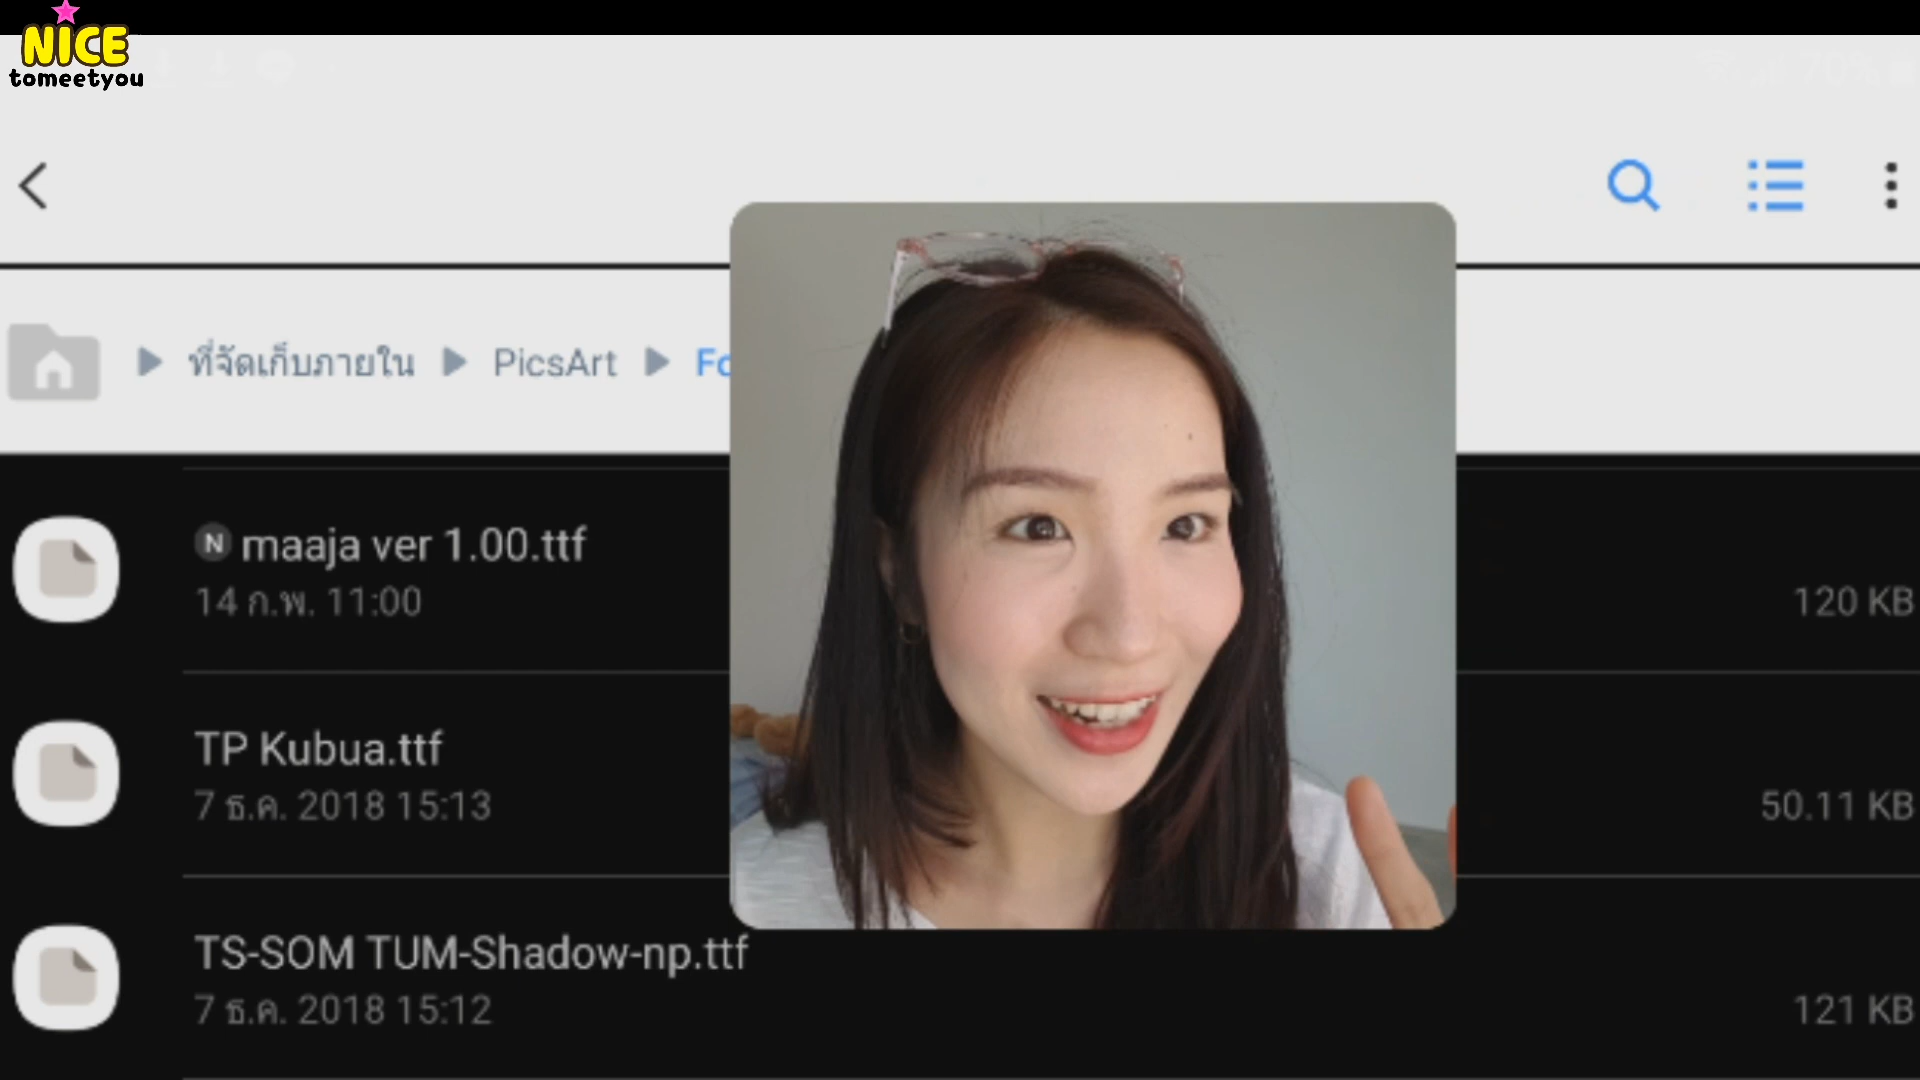 NICE
tomeetyou
70%
ที่จัดเก็บภายใน PicsArt Fo
N maaja ver 1.00.ttf
14 ก.พ. 11:00
120 KB
TP Kubua.ttf
7 ธ.ค. 2018 15:13
50.11 KB
TS-SOM TUM-Shadow-np.ttf
7 ธ.ค. 2018 15:12
121 KB